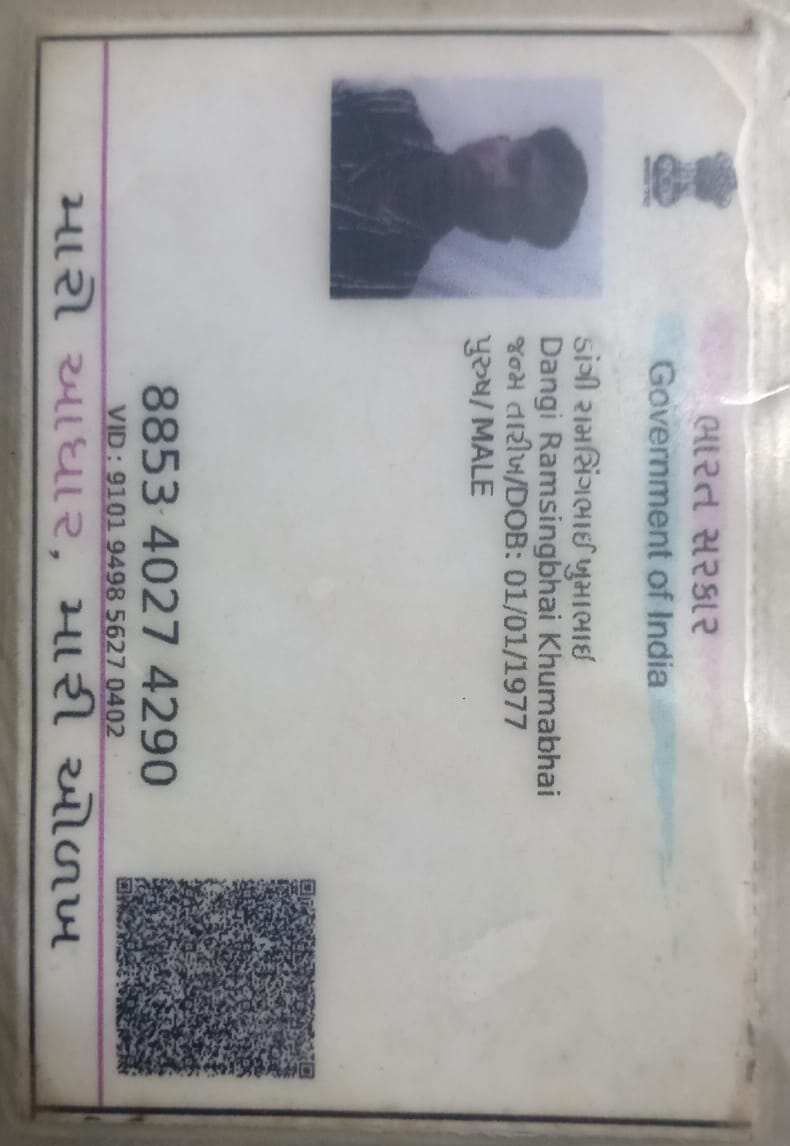 ભારત સરકાર
Government of India
ડાંગી રામસિંગભાઈ ખુમાભાઈ
Dangi Ramsingbhai Khumabhai
જન્મ તારીખ/DOB: 01/01/1977
પુરુષ/ MALE
8853 4027 4290
VID: 9101 9498 5627 0402
મારો આધાર, મારી ઓળખ